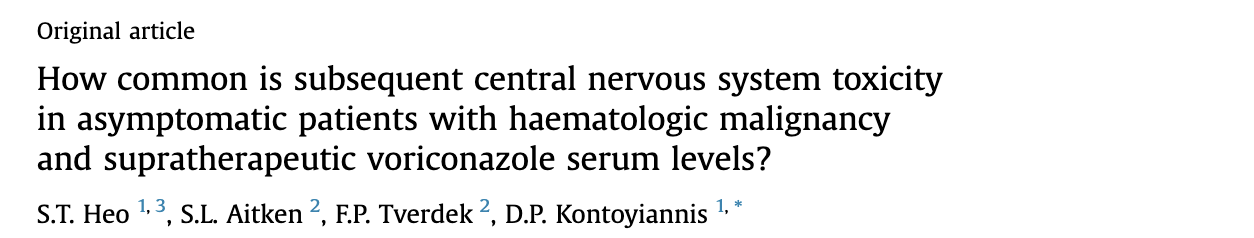 Original article
How common is subsequent central nervous system toxicity
in asymptomatic patients with haematologic malignancy
and supratherapeutic voriconazole serum levels?
S.T. Heo 1, 3, S.L. Aitken 2, F.P. Tverdek 2, D.P. Kontoyiannis 1, *